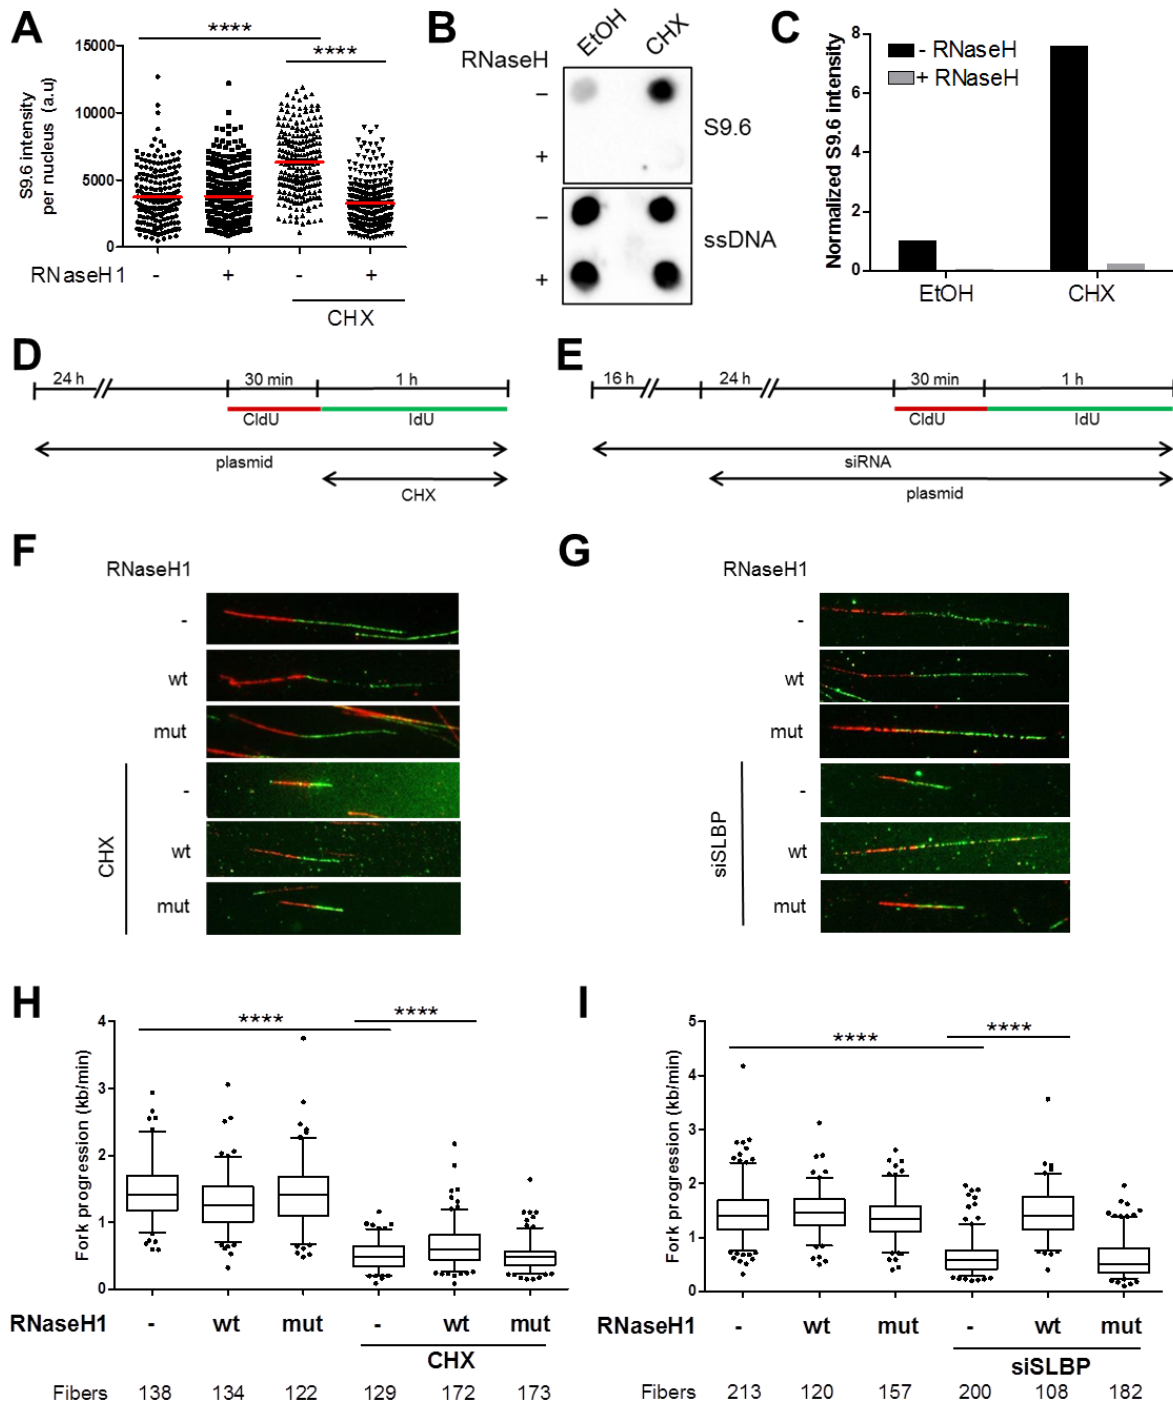 A
****
****
15000
10000
5000
0
S9.6 intensity
per nucleus (a.u)
RNaseH1
- + - +
CHX
B
EtOH CHX
RNaseH
−
+
S9.6
−
+
ssDNA
C
Normalized S9.6 intensity
8
6
4
2
0
- RNaseH
+ RNaseH
EtOH CHX
D
24 h 30 min 1 h
CldU IdU
plasmid
CHX
E
16 h 24 h 30 min 1 h
CldU IdU
siRNA
plasmid
F
RNaseH1
-
wt
mut
CHX
-
wt
mut
G
RNaseH1
-
wt
mut
siSLBP
-
wt
mut
H
****
****
Fork progression (kb/min)
4
3
2
1
0
RNaseH1 - wt mut - wt mut
CHX
Fibers 138 134 122 129 172 173
I
****
****
Fork progression (kb/min)
5
4
3
2
1
0
RNaseH1 - wt mut - wt mut
siSLBP
Fibers 213 120 157 200 108 182